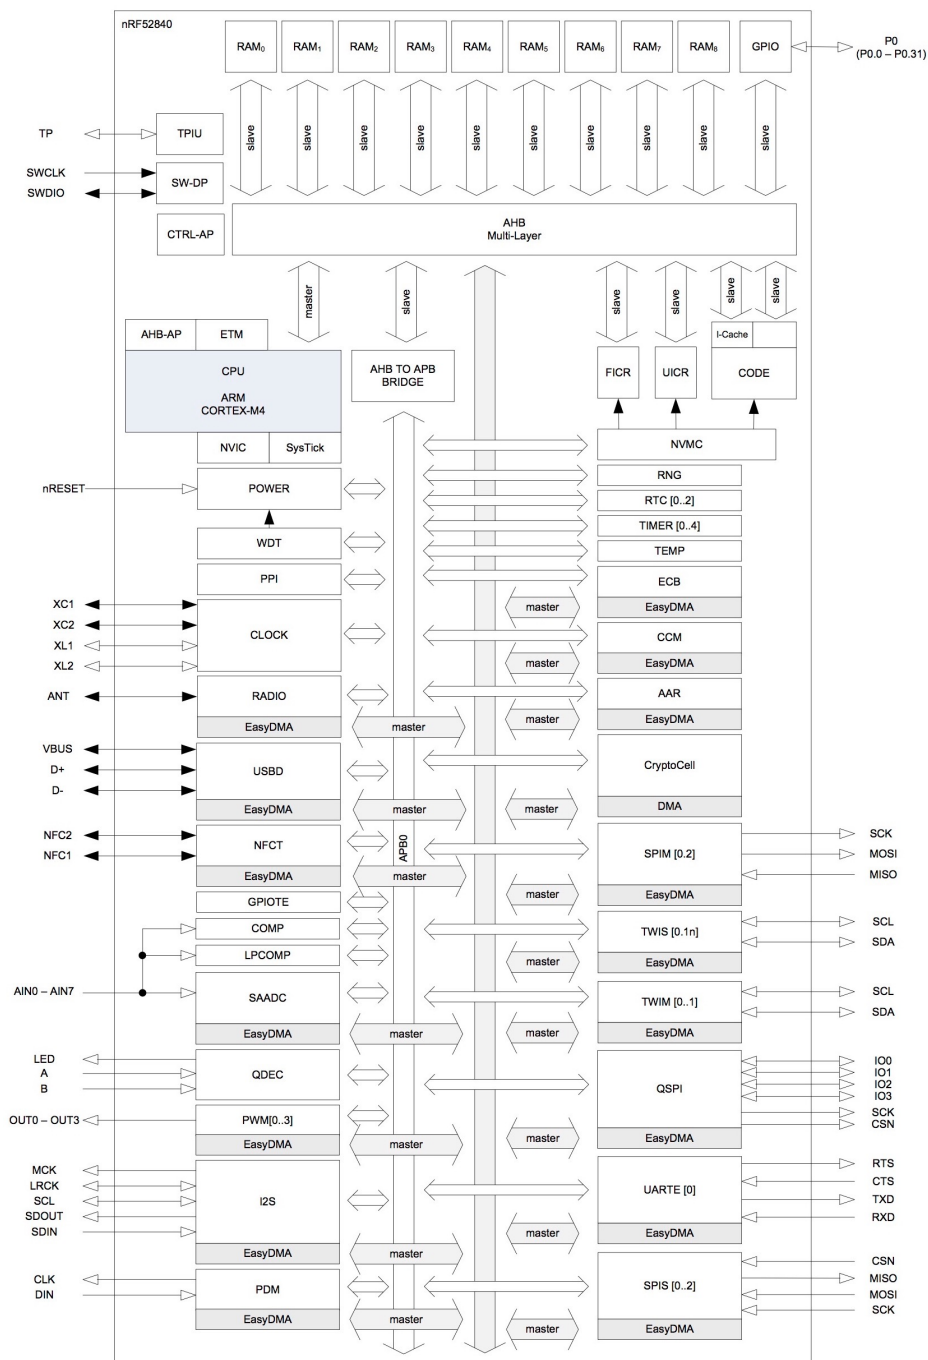 nRF52840
RAM0 RAM1 RAM2 RAM3 RAM4 RAM5 RAM6 RAM7 RAM8 GPIO
P0
(P0.0 – P0.31)
slave slave slave slave slave slave slave slave slave slave
TP
TPIU
SWCLK
SWDIO
SW-DP
CTRL-AP
AHB
Multi-Layer
master slave slave slave slave slave
AHB-AP ETM
I-Cache
CPU
ARM
CORTEX-M4
AHB TO APB
BRIDGE
FICR UICR CODE
NVIC SysTick
NVMC
nRESET
POWER
RNG
RTC [0..2]
WDT
TIMER [0..4]
TEMP
PPI
ECB
EasyDMA
master
XC1
XC2
XL1
XL2
CLOCK
CCM
EasyDMA
master
ANT
RADIO
EasyDMA
master
AAR
EasyDMA
master
VBUS
D+
D-
USBD
EasyDMA
master
CryptoCell
DMA
master
NFC2
NFC1
NFCT
EasyDMA
master
APB0
SPIM [0.2]
EasyDMA
master
SCK
MOSI
MISO
GPIOTE
COMP
LPCOMP
TWIS [0.1n]
EasyDMA
master
SCL
SDA
AIN0 – AIN7
SAADC
EasyDMA
master
TWIM [0..1]
EasyDMA
master
SCL
SDA
LED
A
B
QDEC
QSPI
EasyDMA
master
IO0
IO1
IO2
IO3
SCK
CSN
OUT0 – OUT3
PWM[0..3]
EasyDMA
master
MCK
LRCK
SCL
SDOUT
SDIN
I2S
EasyDMA
master
UARTE [0]
EasyDMA
master
RTS
CTS
TXD
RXD
CLK
DIN
PDM
EasyDMA
master
SPIS [0..2]
EasyDMA
master
CSN
MISO
MOSI
SCK